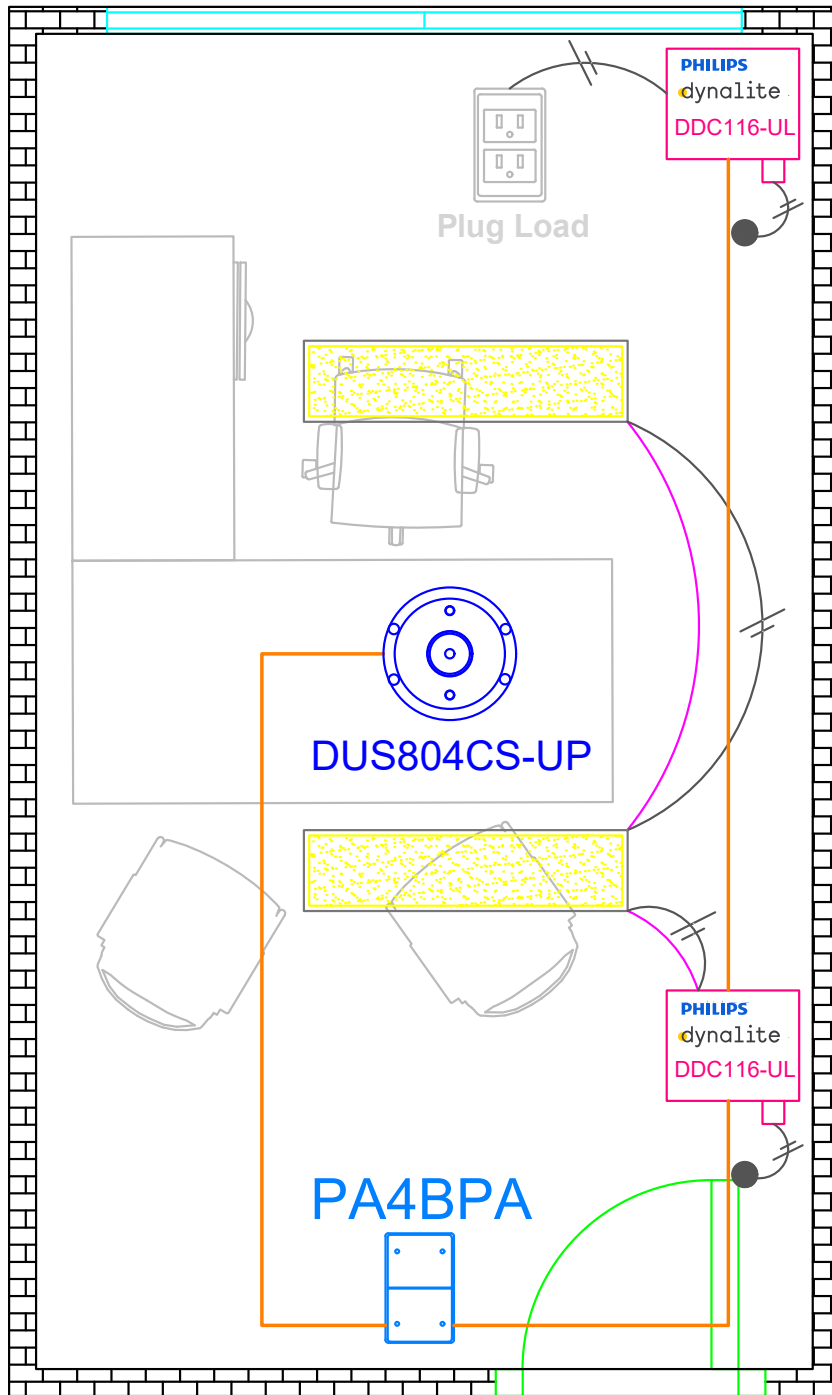 PHILIPS
dynalite
DDC116-UL
Plug Load
DUS804CS-UP
PHILIPS
dynalite
DDC116-UL
PA4BPA